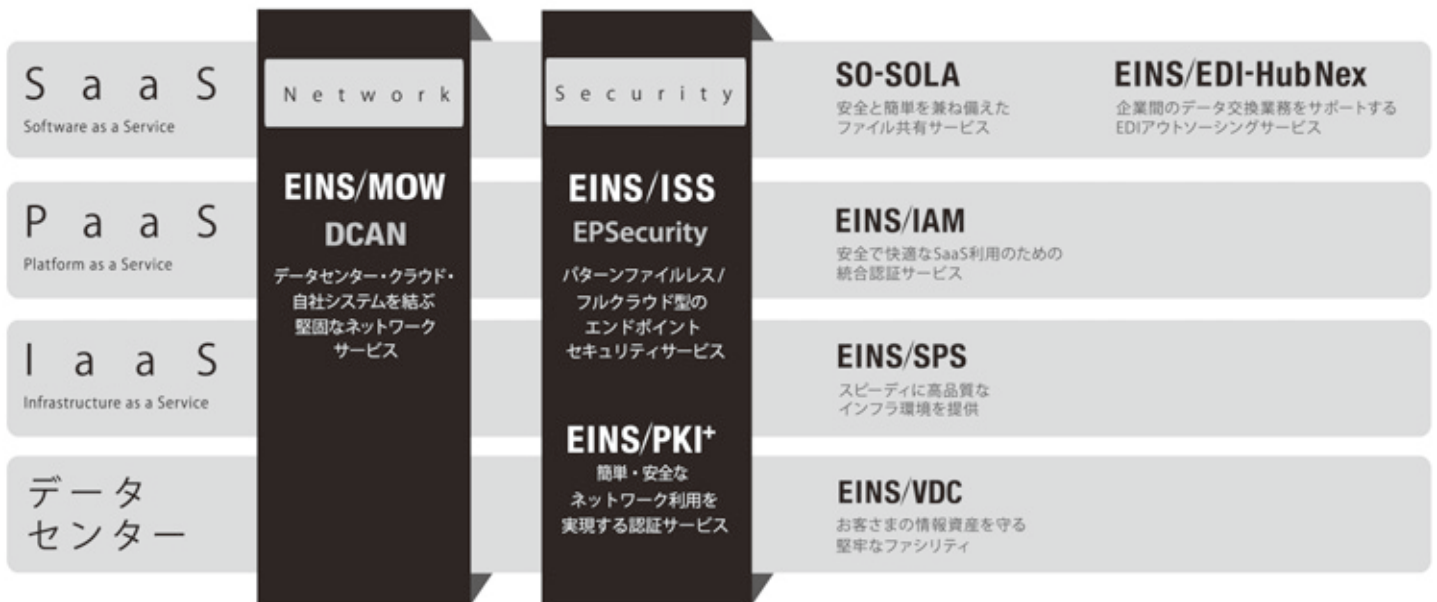 SaaS
Software as a Service
PaaS
Platform as a Service
IaaS
Infrastructure as a Service
データ
センター
Network
EINS/MOW
DCAN
データセンター・クラウド・
自社システムを結ぶ
堅固なネットワーク
サービス
Security
EINS/ISS
EPSecurity
パターンファイルレス/
フルクラウド型の
エンドポイント
セキュリティサービス
EINS/PKI+
簡単・安全な
ネットワーク利用を
実現する認証サービス
SO-SOLA
安全と簡単を兼ね備えた
ファイル共有サービス
EINS/EDI-HubNex
企業間のデータ交換業務をサポートする
EDIアウトソーシングサービス
EINS/IAM
安全で快適なSaaS利用のための
統合認証サービス
EINS/SPS
スピーディに高品質な
インフラ環境を提供
EINS/VDC
お客さまの情報資産を守る
堅牢なファシリティ